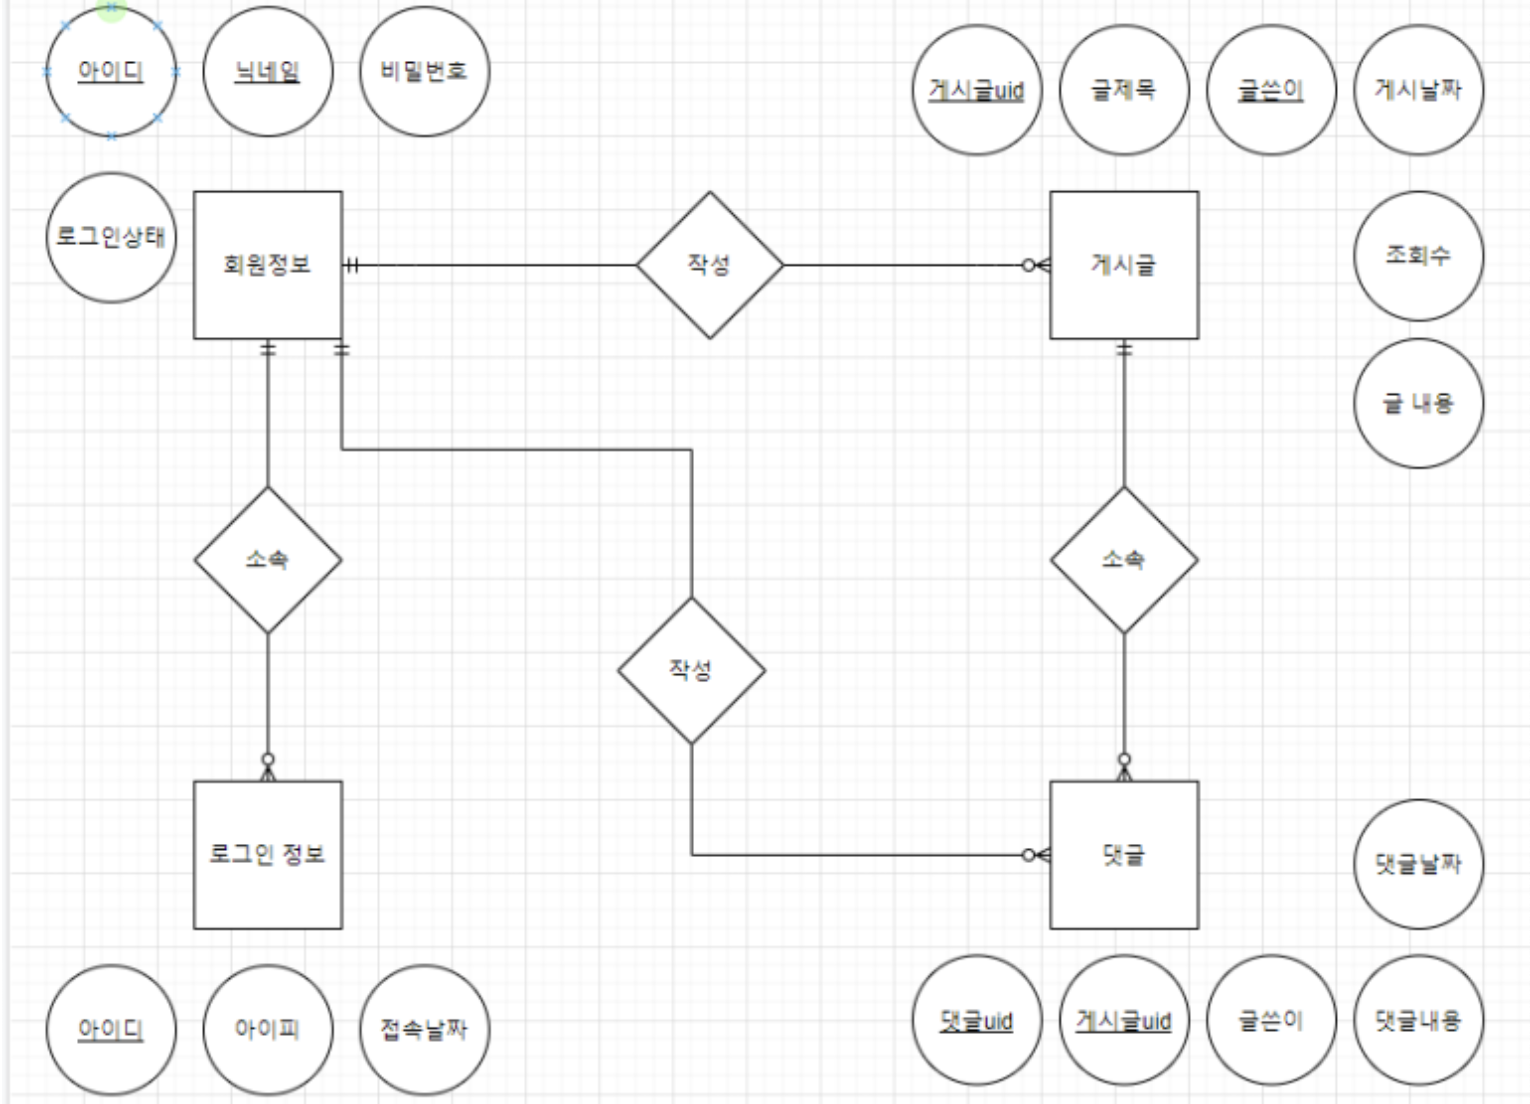 아이디
닉네임
비밀번호
게시글uid
글제목
글쓴이
게시날짜
로그인상태
회원정보
작성
게시글
조회수
글 내용
소속
소속
작성
로그인 정보
댓글
댓글날짜
아이디
아이피
접속날짜
댓글uid
게시글uid
글쓴이
댓글내용